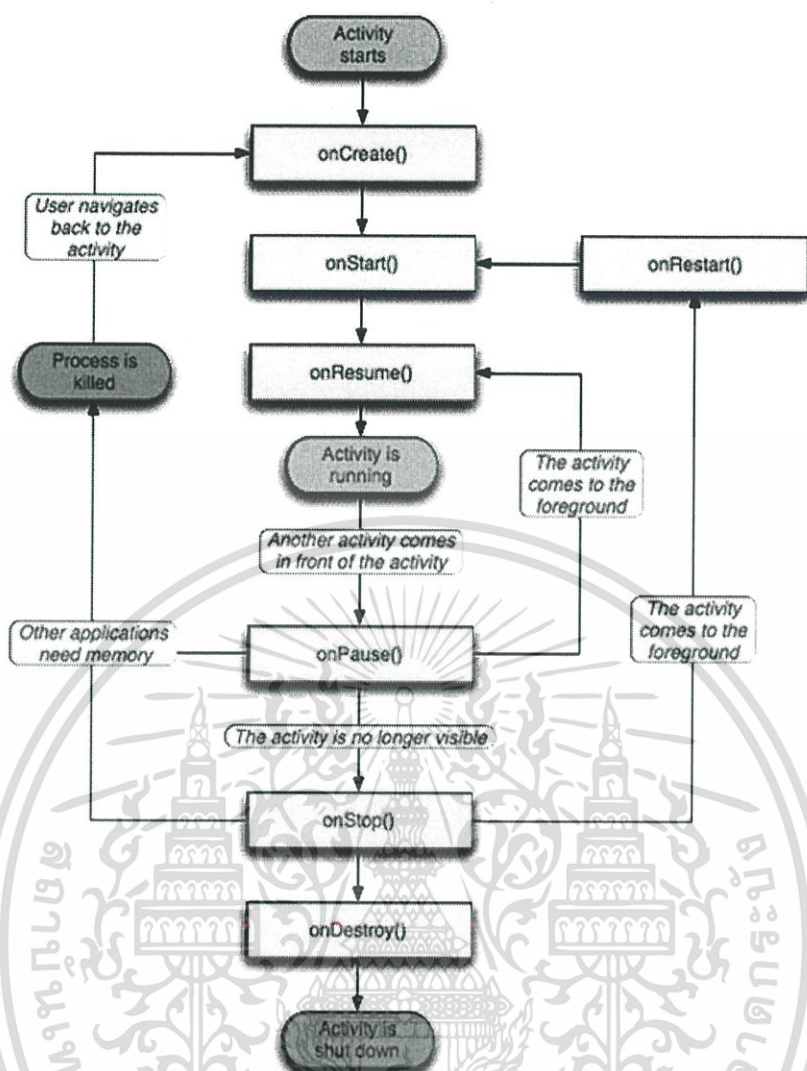 Activity
starts
onCreate()
User navigates
back to the
activity
onStart()
onRestart()
Process is
killed
onResume()
Activity is
running
The activity
comes to the
foreground
Another activity comes
in front of the activity
Other applications
need memory
The activity
comes to the
foreground
onPause()
The activity is no longer visible
onStop()
onDestroy()
Activity is
shut down